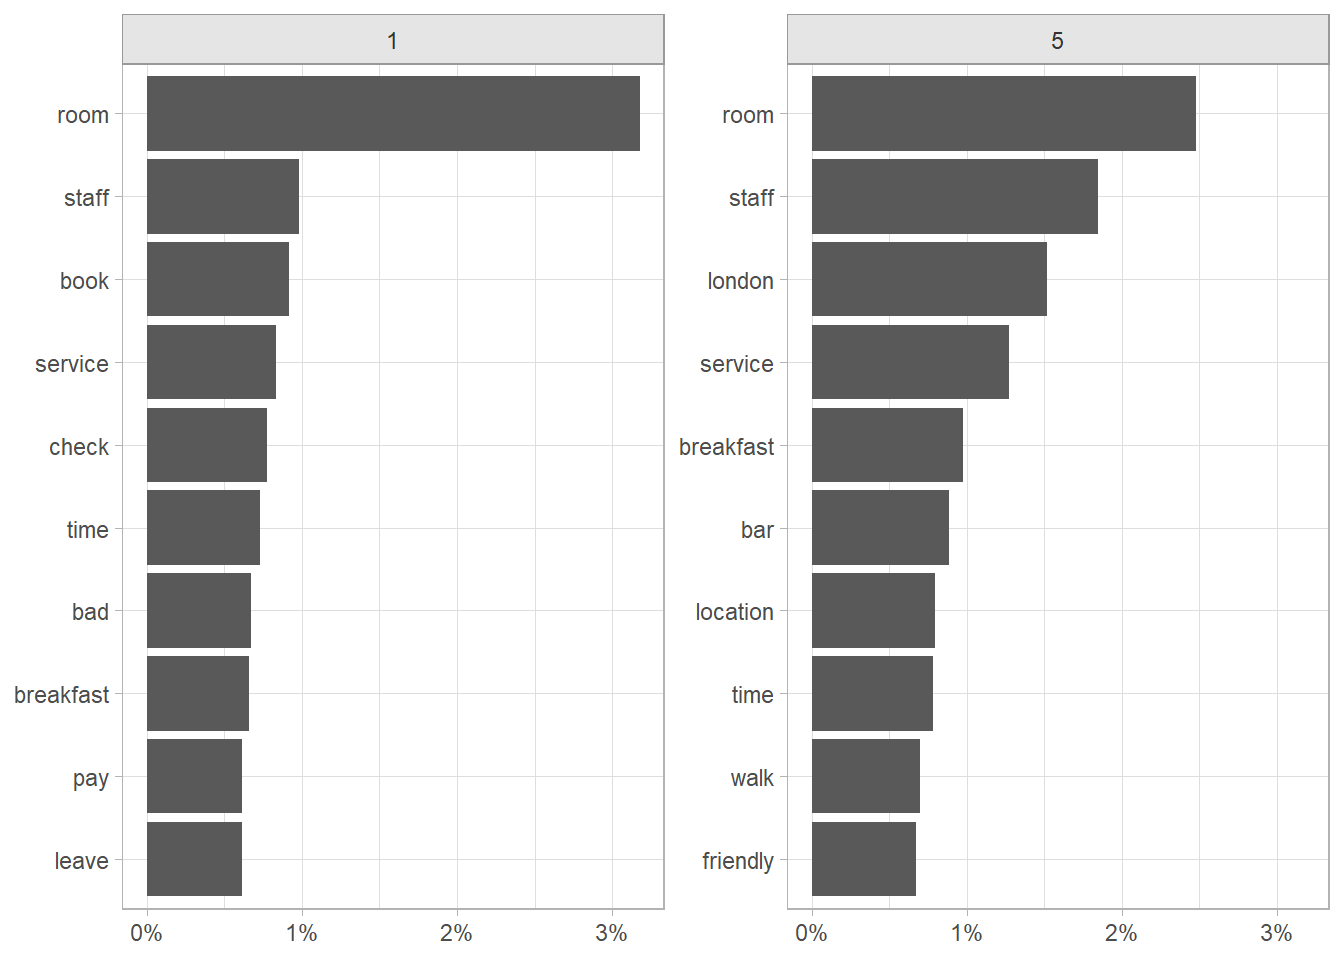 1
room
staff
book
service
check
time
bad
breakfast
pay
leave
0% 1% 2% 3%
5
room
staff
london
service
breakfast
bar
location
time
walk
friendly
0% 1% 2% 3%